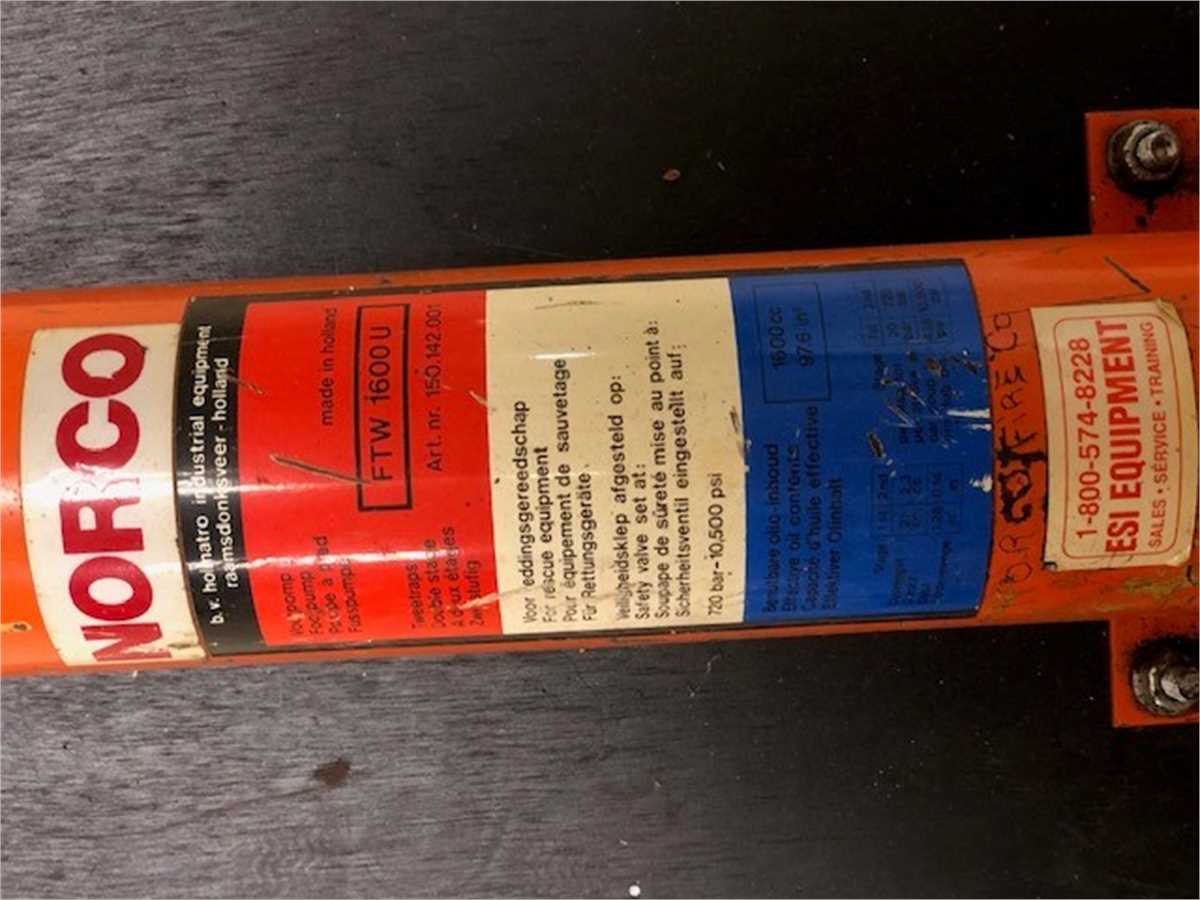 NORCO
b.v. holmatro industrial equipment
raamsdonksveer - holland
made in holland
FTW 1600 U
Art. nr. 150.142.001
Voetpomp
Footpump
Pompe à pied
Fusspumpe
Tweetraps
Double stage
A deux étages
Zweistufig
Voor reddingsgereedschap
For rescue equipment
Pour équipement de sauvetage
Für Rettungsgeräte
Veiligheidsklep afgesteld op:
Safety valve set at:
Soupape de sûreté mise au point à:
Sicherheitsventil eingestellt auf:
720 bar-10,500 psi
1600 cc
97.6 in³
Benutbare olie-inhoud
Effective oil contents
Capacité d'huile effective
Effektiver Ölinhalt
FIRE CO
1-800-574-8228
ESI EQUIPMENT
SALES • SERVICE • TRAINING